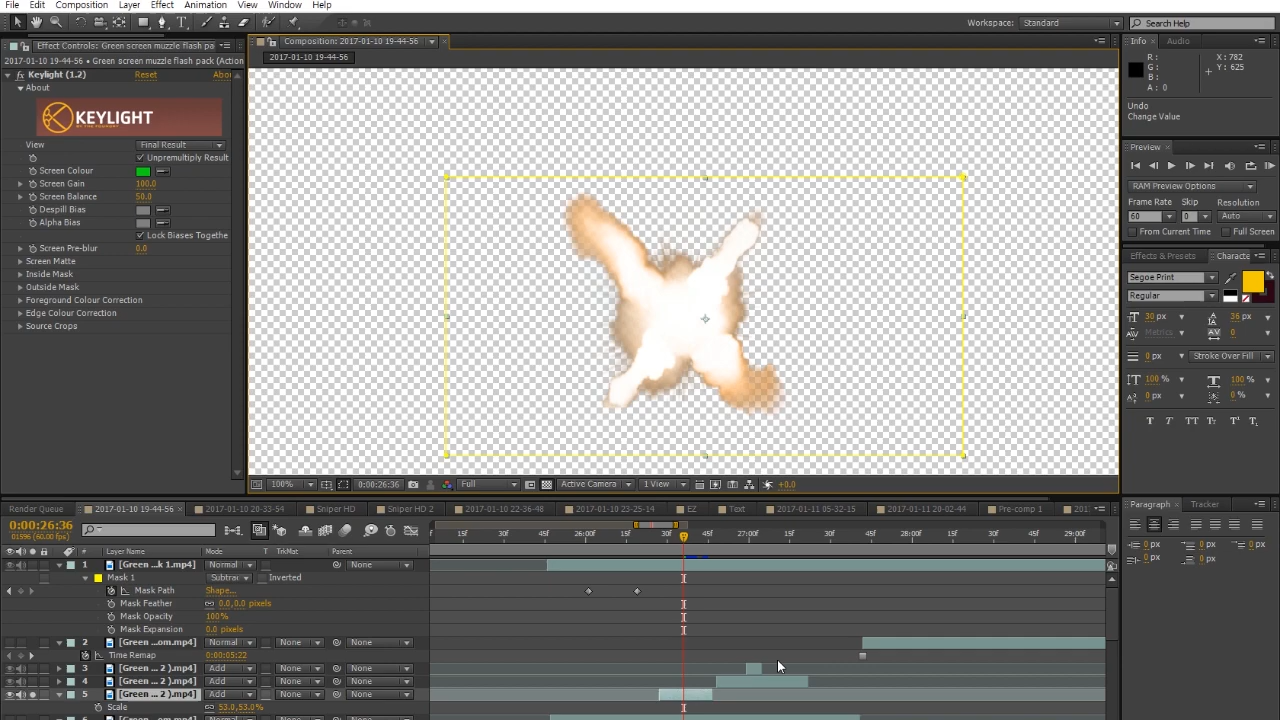 File Edit Composition Layer Effect Animation View Window Help
Workspace: Standard Search Help
Effect Controls: Green screen muzzle flash pa
2017-01-10 19-44-56 • Green screen muzzle flash pack (Action
fx Keylight (1.2) Reset Abou
About
KEYLIGHT
View Final Result
Unpremultiply Result
Screen Colour
Screen Gain 100.0
Screen Balance 50.0
Despill Bias
Alpha Bias
Lock Biases Togethe
Screen Pre-blur 0.0
Screen Matte
Inside Mask
Outside Mask
Foreground Colour Correction
Edge Colour Correction
Source Crops
Composition: 2017-01-10 19-44-56
2017-01-10 19-44-56
100% 0:00:26:36 Full Active Camera 1 View +0.0
Info Audio
R: X: 782
G: Y: 625
B:
A: 0
Undo
Change Value
Preview
RAM Preview Options
Frame Rate Skip Resolution
60 0 Auto
From Current Time Full Screen
Effects & Presets Characte
Segoe Print
Regular
30 px 36 px
Metrics 0
0 px Stroke Over Fill
100 % 100 %
0 px 0 %
T T TT Tт T¹ T₁
Paragraph Tracker
0 px 0 px 0 px
0 px 0 px
Render Queue 2017-01-10 19-44-56 2017-01-10 20-33-54 Sniper HD Sniper HD 2 2017-01-10 22-36-48 2017-01-10 23-25-14 EZ Text 2017-01-11 05-32-15 2017-01-11 20-02-44 Pre-comp 1 2017
0:00:26:36
01596 (60.00 fps)
15f 30f 45f 26:00f 15f 30f 45f 27:00f 15f 30f 45f 28:00f 15f 30f 45f 29:00f
# Layer Name Mode T TrkMat Parent
1 [Green ...k 1.mp4] Normal None
Mask 1 Subtrac Inverted
Mask Path Shape...
Mask Feather 0.0,0.0 pixels
Mask Opacity 100%
Mask Expansion 0.0 pixels
2 [Green ...om.mp4] Normal None None
Time Remap 0:00:05:22
3 [Green ... 2 ).mp4] Add None None
4 [Green ... 2 ).mp4] Add None None
5 [Green ... 2 ).mp4] Add None None
Scale 53.0,53.0%